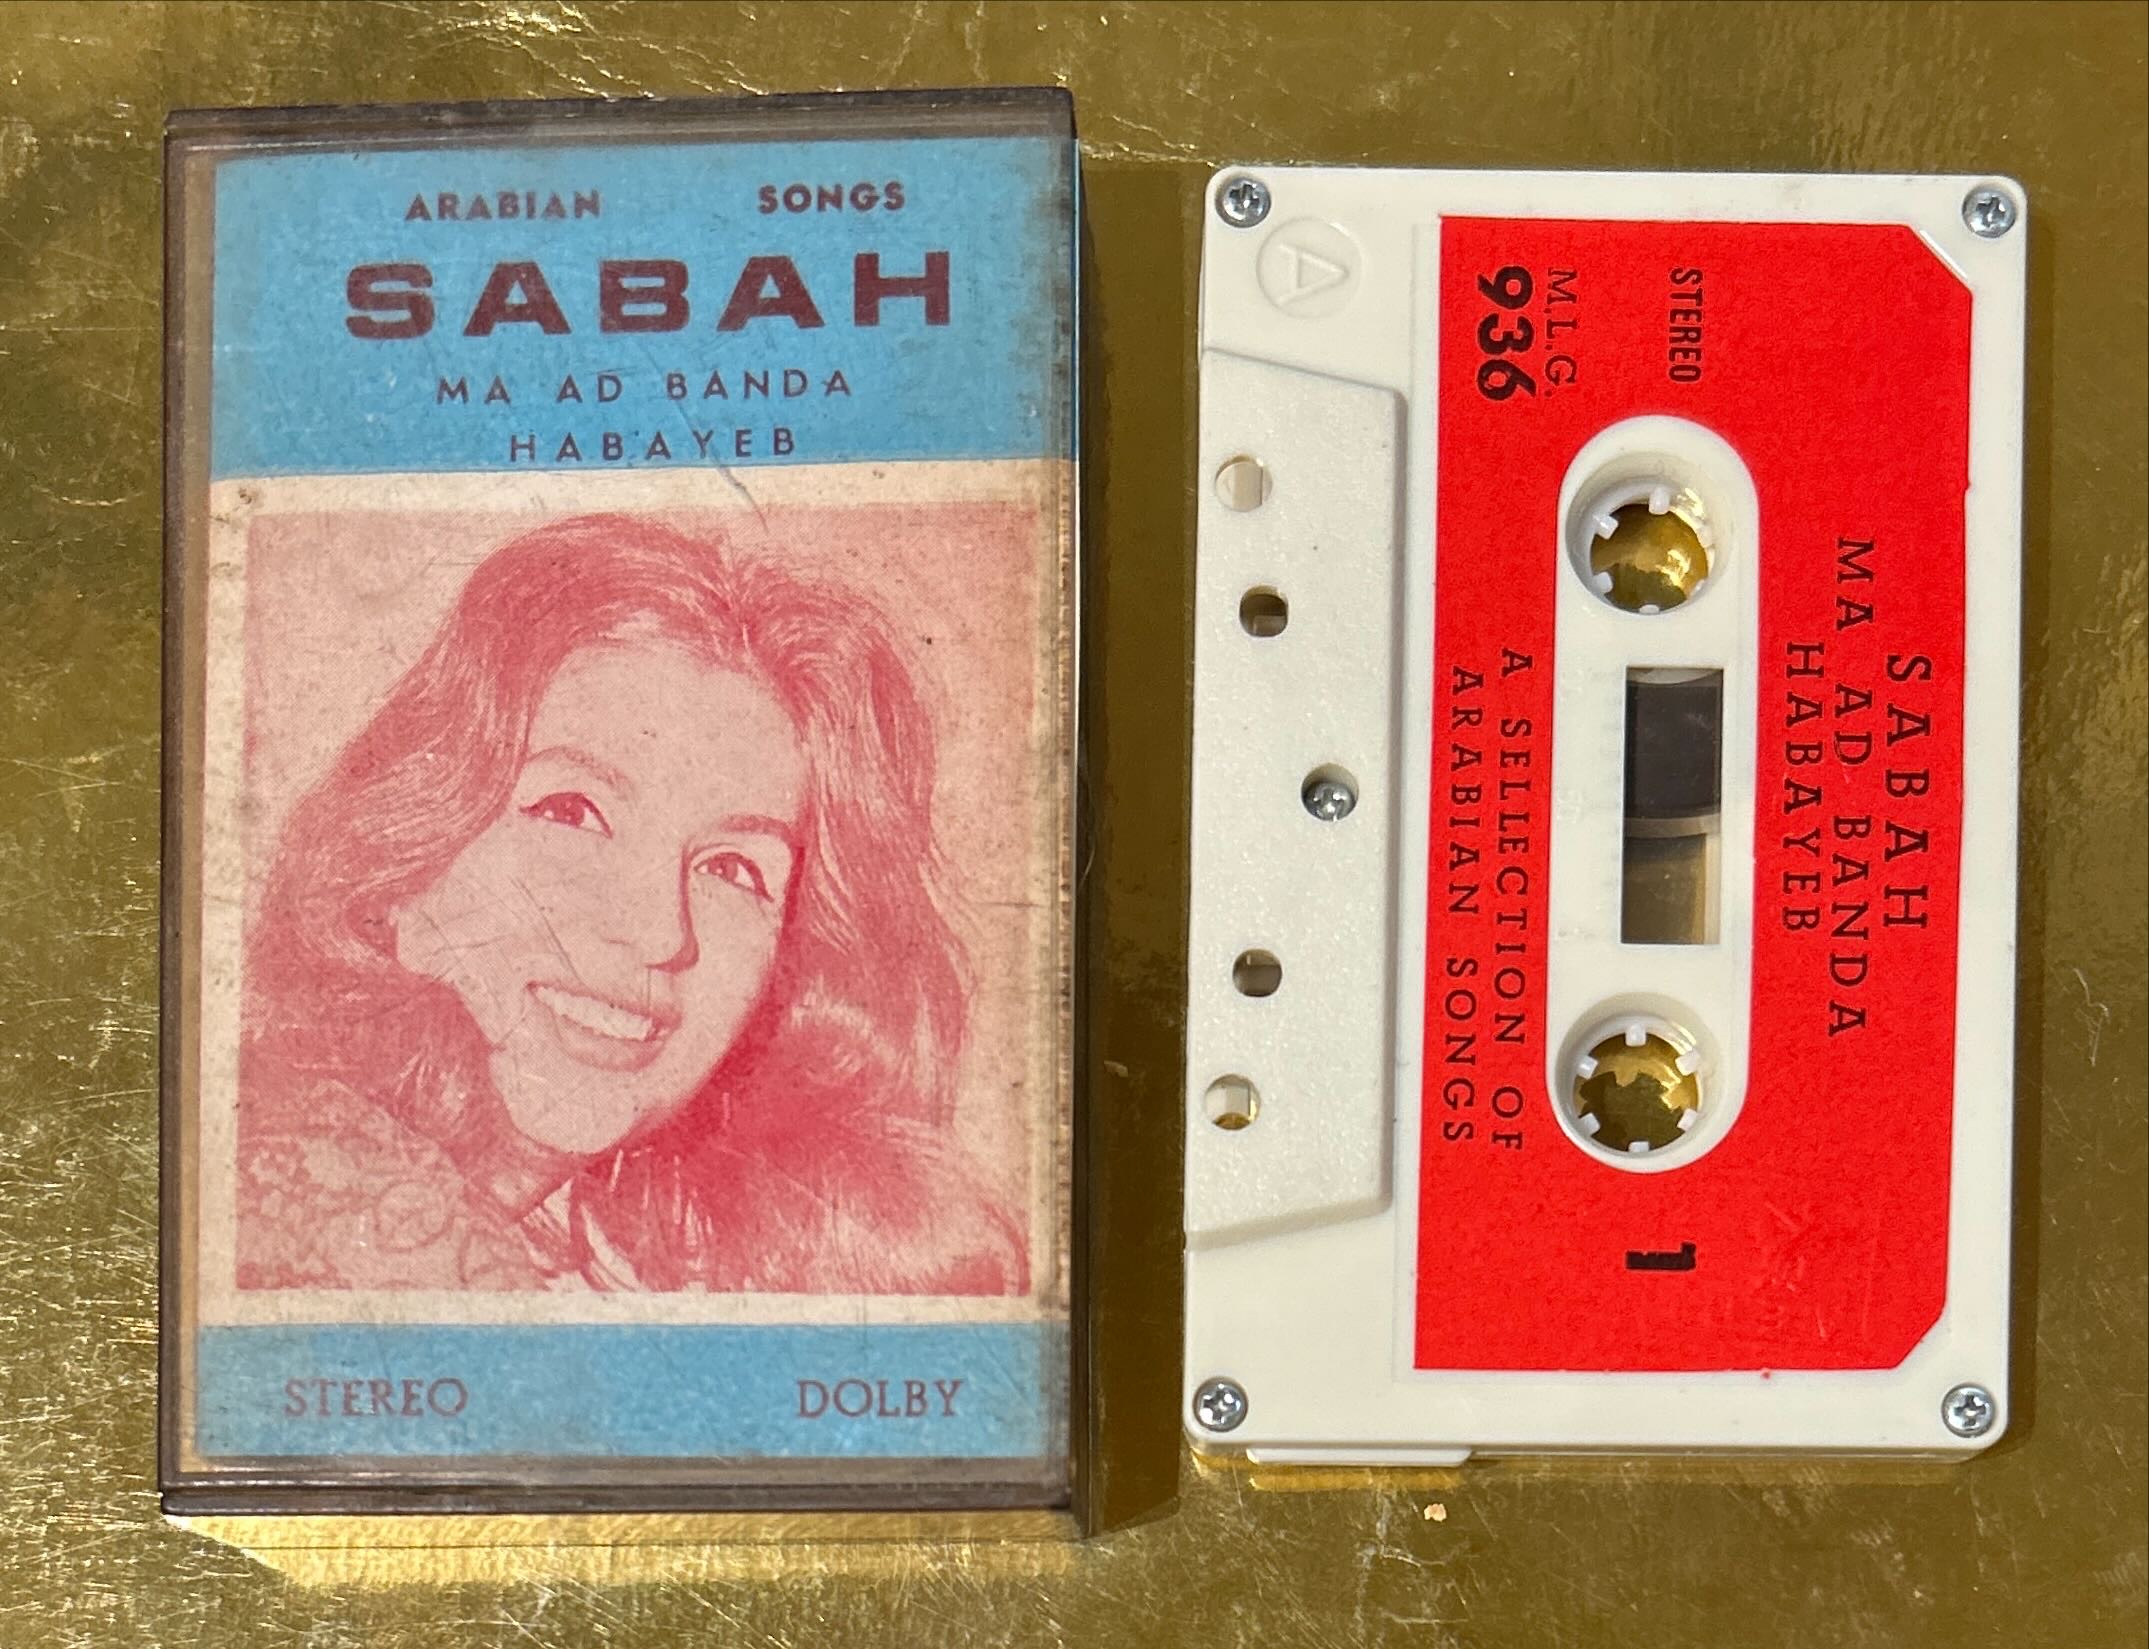 ARABIAN SONGS
SABAH
MA AD BANDA
HABAYEB
STEREO DOLBY
A
SABAH
MA AD BANDA
HABAYEB
STEREO
M.L.G.
936
1
A SELLECTION OF
ARABIAN SONGS